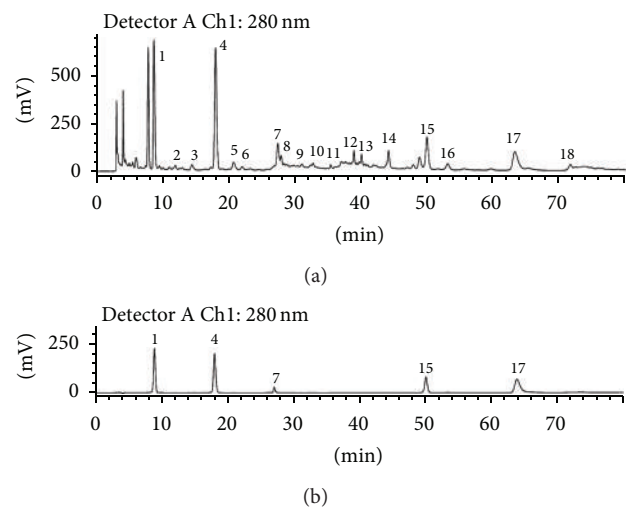 Detector A Ch1: 280 nm
(mV)
500
250
0
1 2 3 4 5 6 7 8 9 10 11 12 13 14 15 16 17 18
0 10 20 30 40 50 60 70
(min)
(a)
Detector A Ch1: 280 nm
(mV)
250
0
1 4 7 15 17
0 10 20 30 40 50 60 70
(min)
(b)